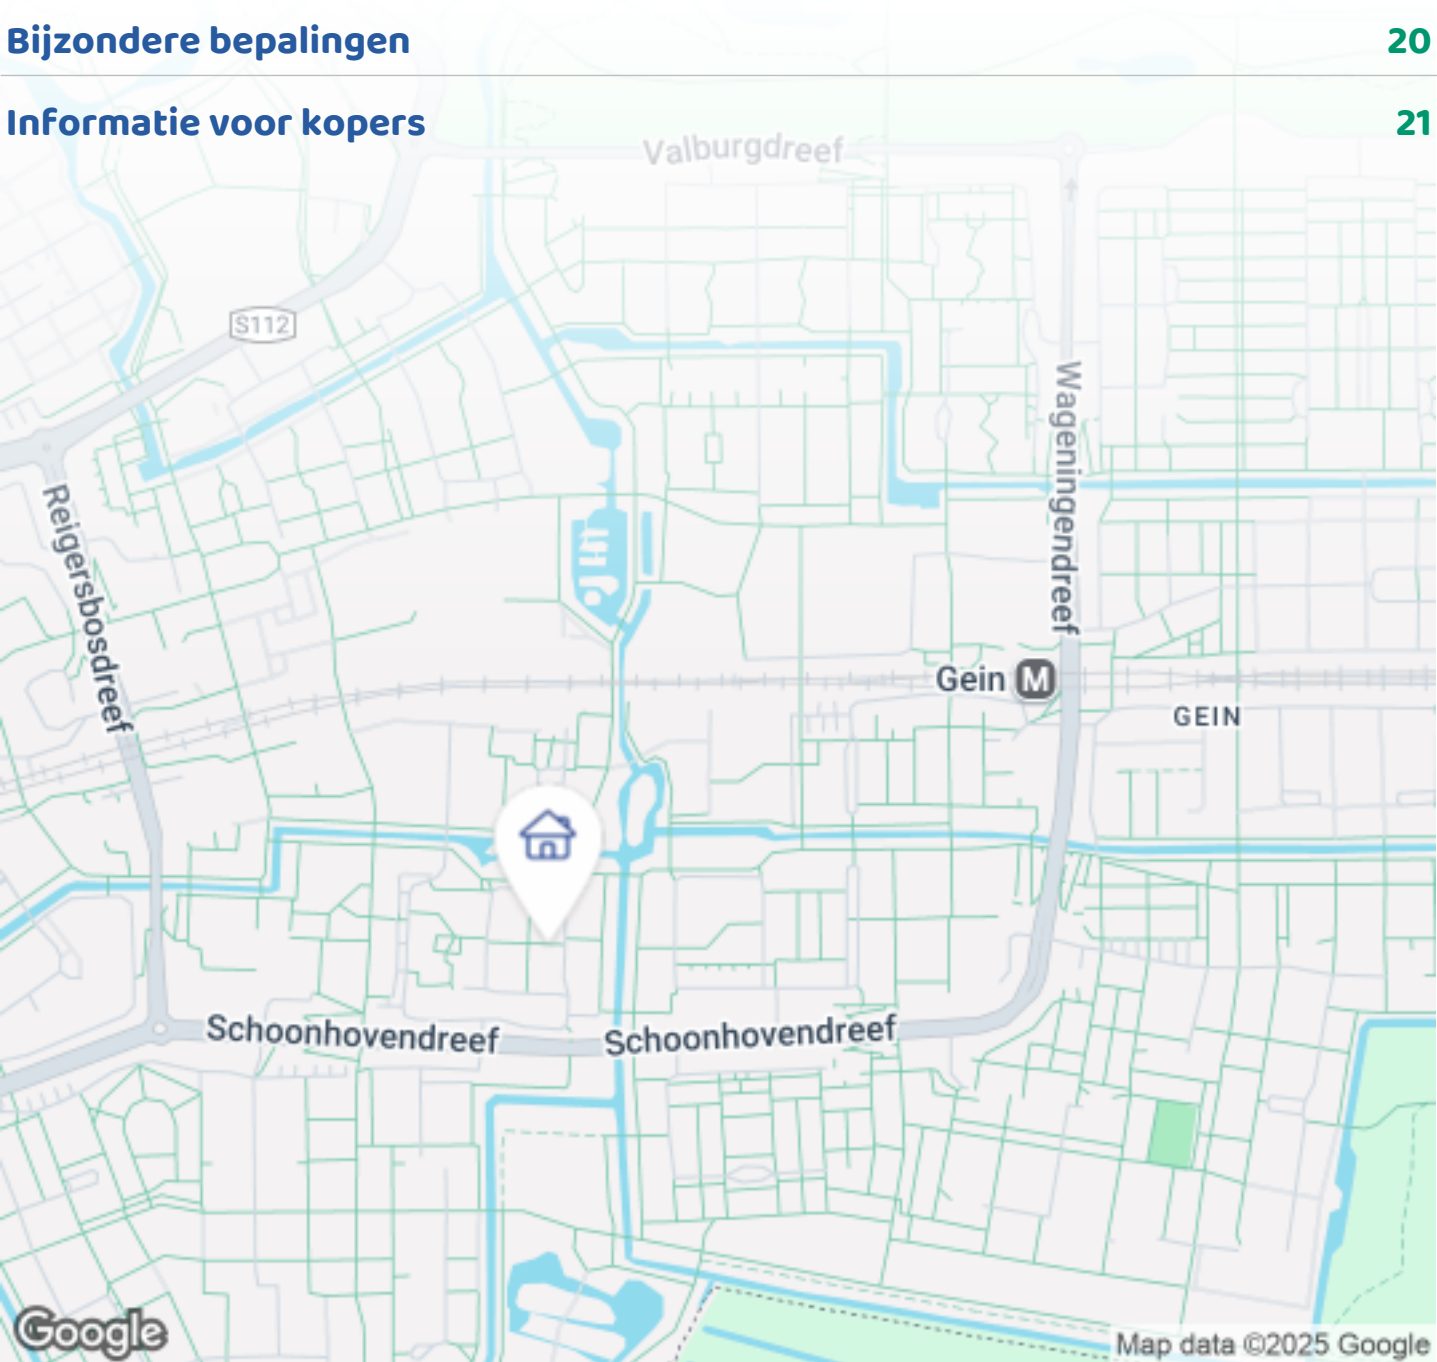 Bijzondere bepalingen 20
Informatie voor kopers 21
Valburgdreef
S112
Wageningendreef
Reigersbosdreef
Gein M
GEIN
Schoonhovendreef
Schoonhovendreef
Google
Map data ©2025 Google